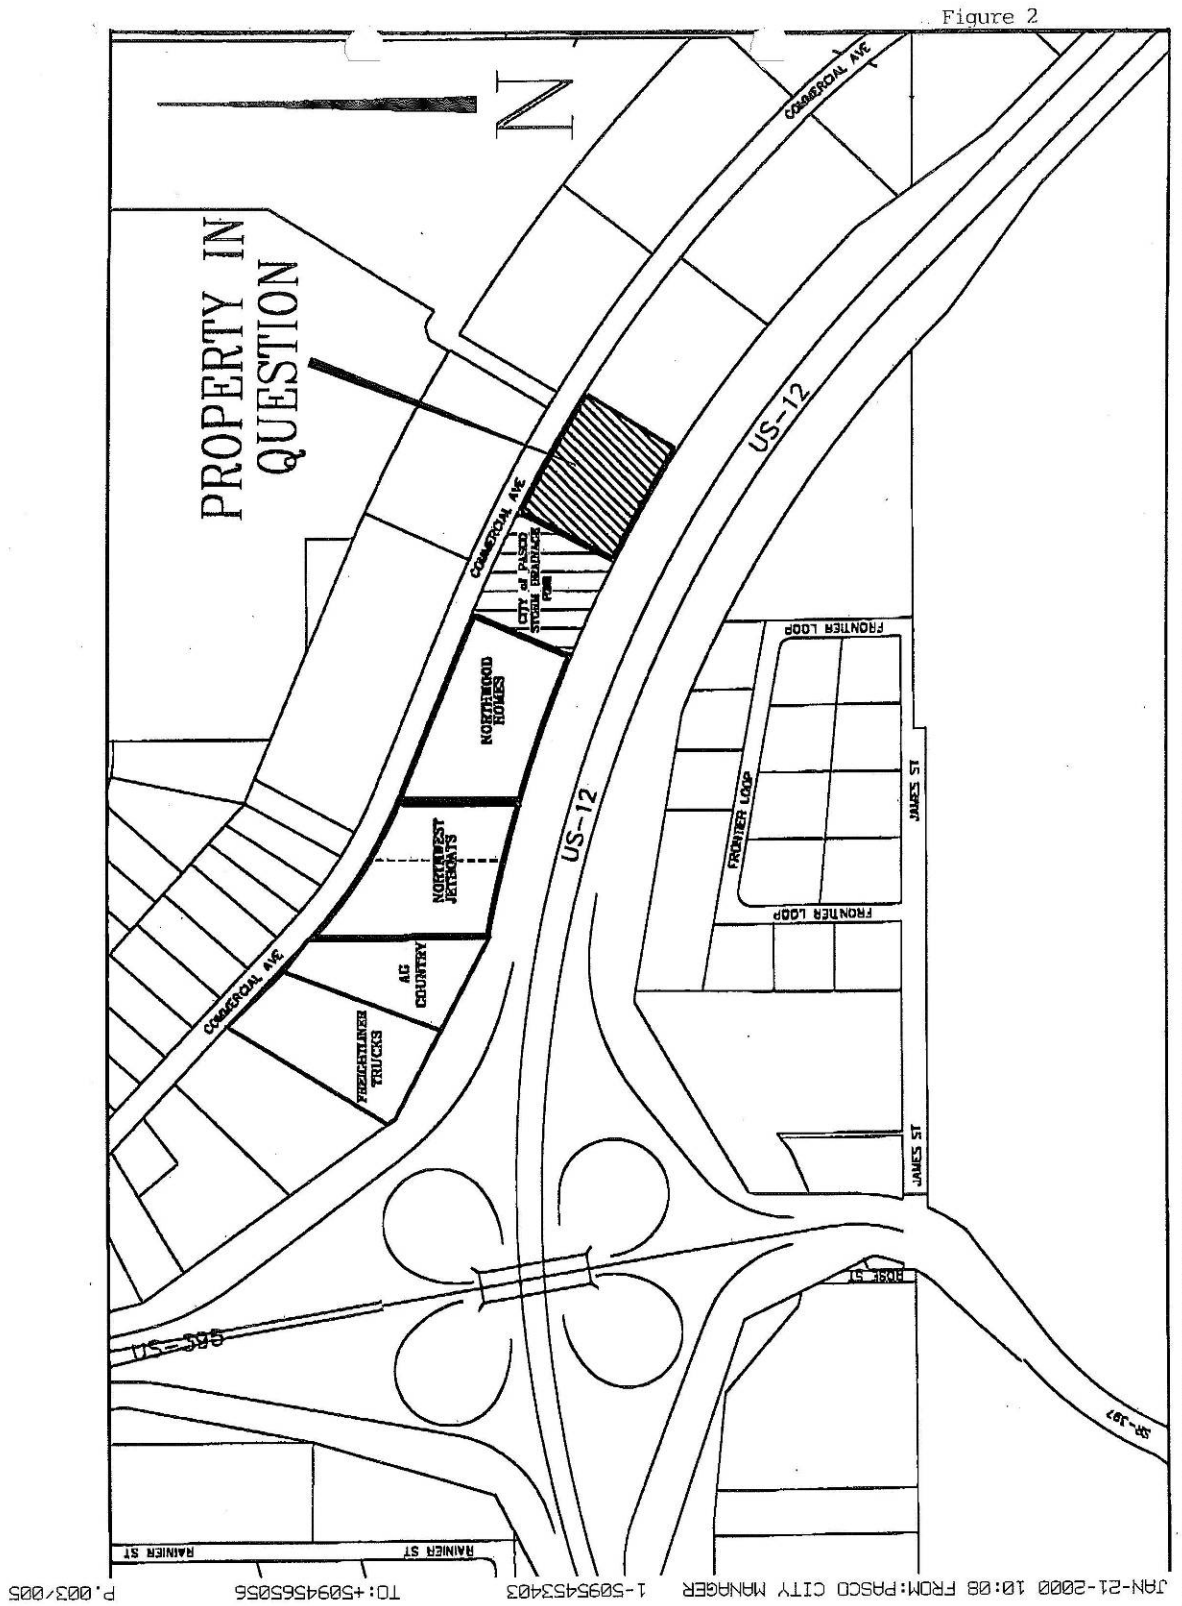 Figure 2
COMMERCIAL AVE
N
PROPERTY IN
QUESTION
US-12
COMMERCIAL AVE
CITY of PASCO
STORM DRAINAGE
POND
FRONTIER LOOP
NORTHWOOD
HOMES
JAMES ST
FRONTIER LOOP
US-12
NORTHWEST
JETBOATS
FRONTIER LOOP
COMMERCIAL AVE
AG
COUNTRY
FREIGHTLINER
TRUCKS
JAMES ST
ROSE ST
US-395
SR-397
RAINIER ST
RAINIER ST
JAN-21-2000 10:08 FROM:PASCO CITY MANAGER 1-5095453403 TO:+5094565056 P.003/005